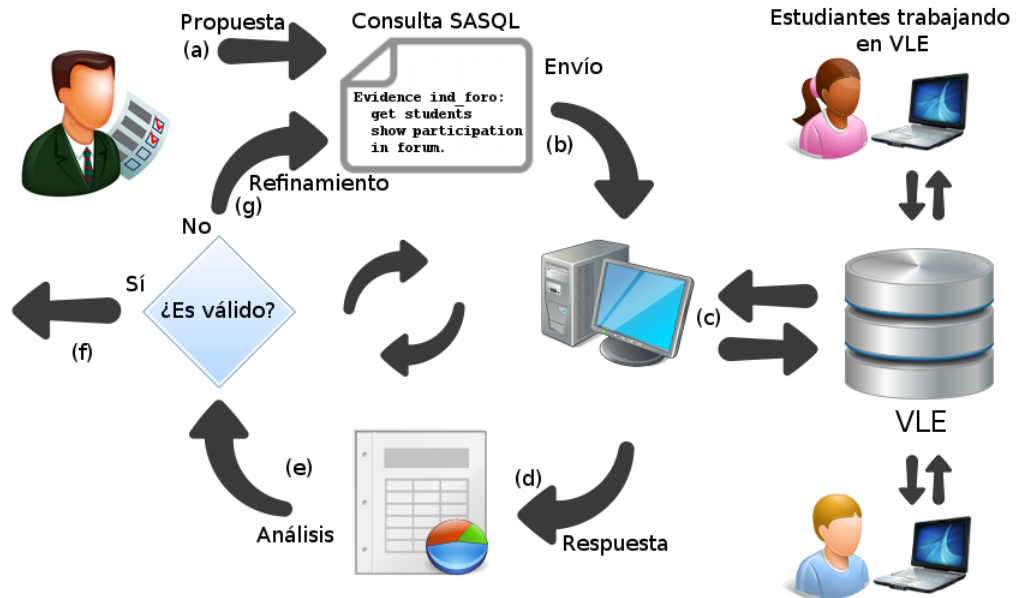 Propuesta
(a)
Consulta SASQL
Evidence ind_foro:
get students
show participation
in forum.
Envío
(b)
Estudiantes trabajando
en VLE
Refinamiento
(g)
No
Sí
¿Es válido?
(f)
(c)
VLE
(e)
Análisis
(d)
Respuesta